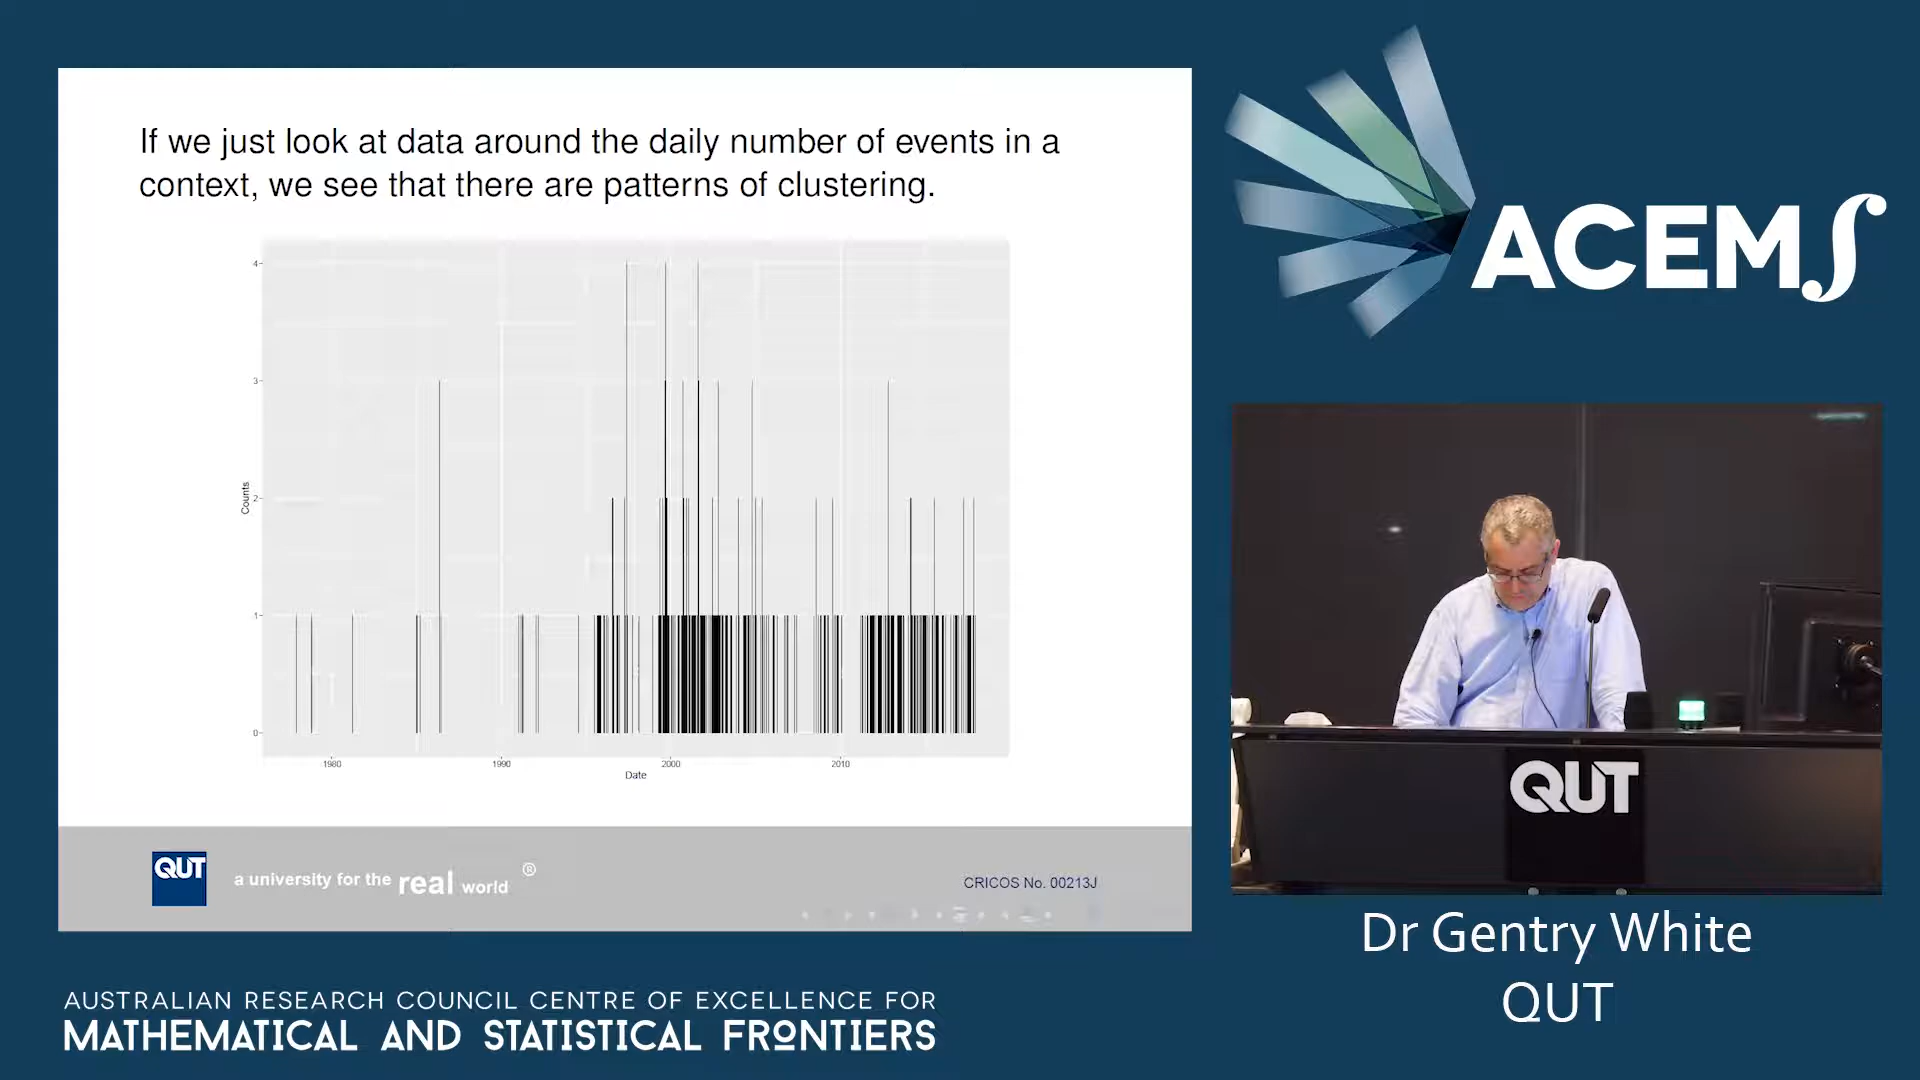 If we just look at data around the daily number of events in a
context, we see that there are patterns of clustering.
4
3
Counts
2
1
0
1980
1990
2000
2010
Date
QUT
a university for the real world ®
CRICOS No. 00213J
ACEMS
QUT
Dr Gentry White
QUT
AUSTRALIAN RESEARCH COUNCIL CENTRE OF EXCELLENCE FOR
MATHEMATICAL AND STATISTICAL FRONTIERS